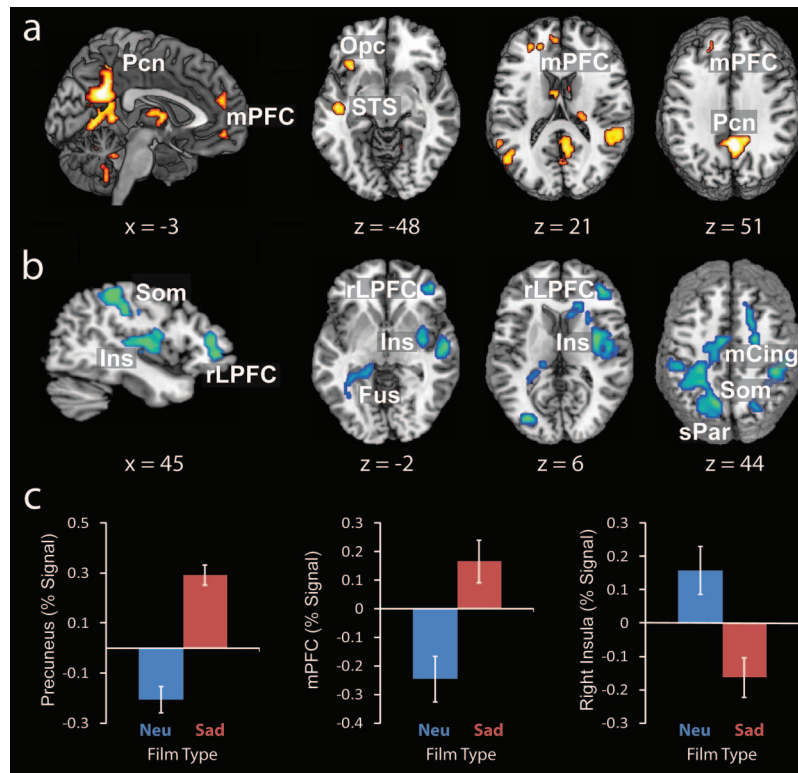 a
Pcn
mPFC
Opc
STS
mPFC
mPFC
Pcn
x = -3
z = -48
z = 21
z = 51
b
Som
Ins
rLPFC
rLPFC
Ins
Fus
rLPFC
Ins
mCing
Som
sPar
x = 45
z = -2
z = 6
z = 44
c
Precuneus (% Signal)
0.5
0.3
0.1
-0.1
-0.3
Neu Sad
Film Type
mPFC (% Signal)
0.3
0.2
0.1
0
-0.1
-0.2
-0.3
-0.4
Neu Sad
Film Type
Right Insula (% Signal)
0.3
0.2
0.1
0
-0.1
-0.2
-0.3
Neu Sad
Film Type